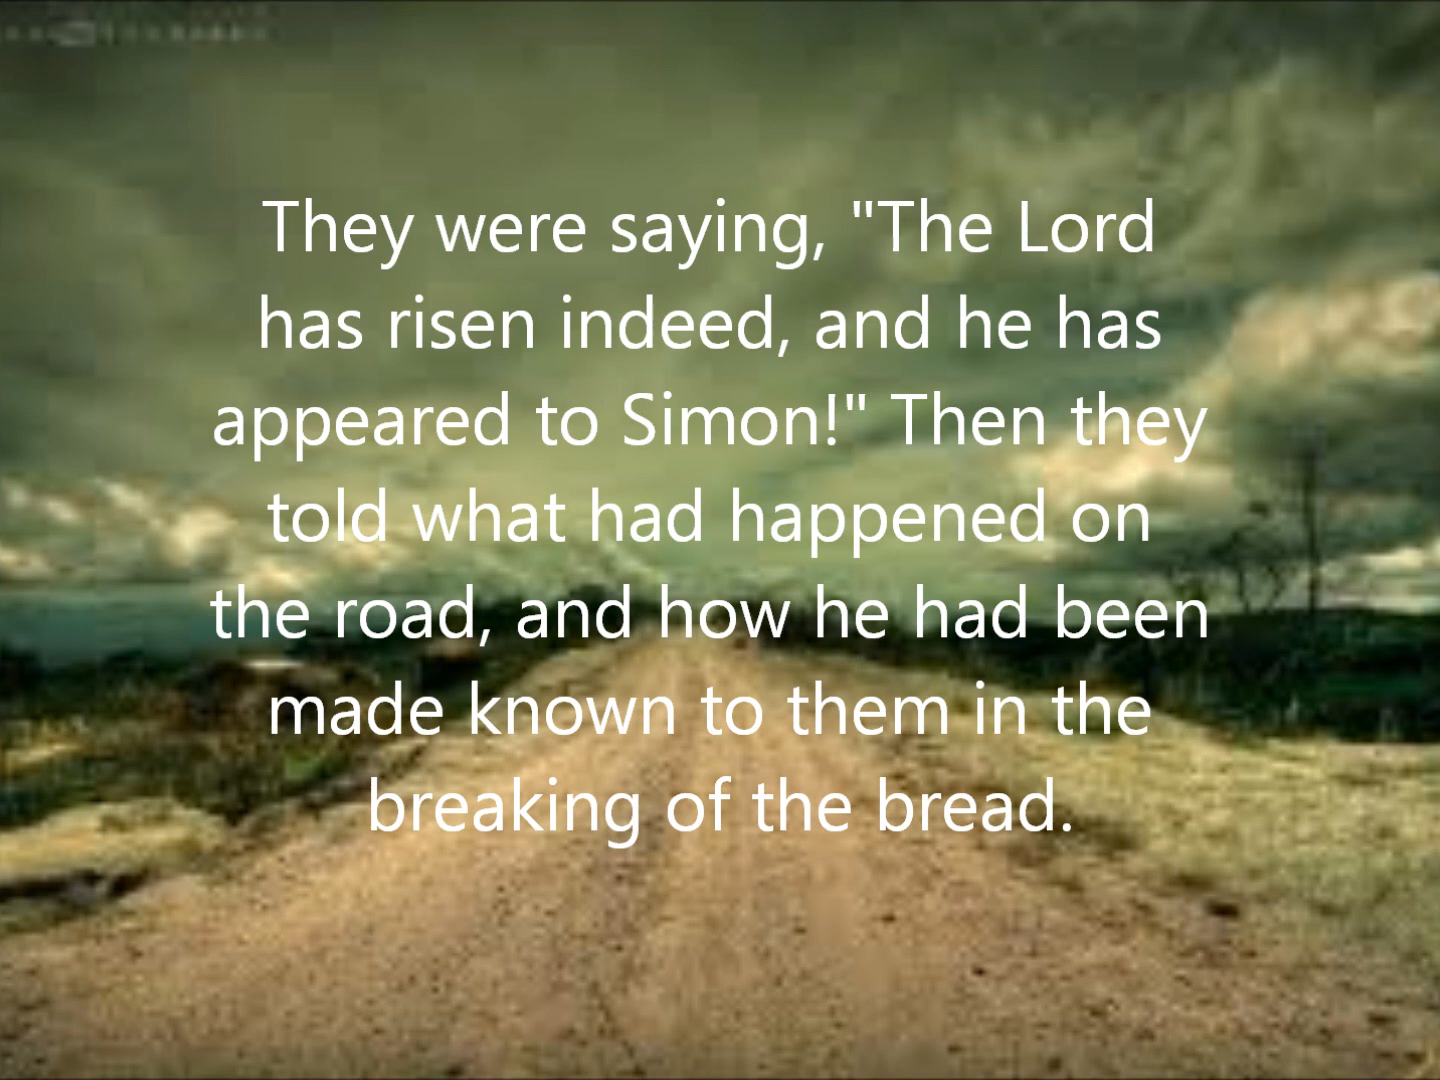 They were saying, "The Lord
has risen indeed, and he has
appeared to Simon!" Then they
told what had happened on
the road, and how he had been
made known to them in the
breaking of the bread.